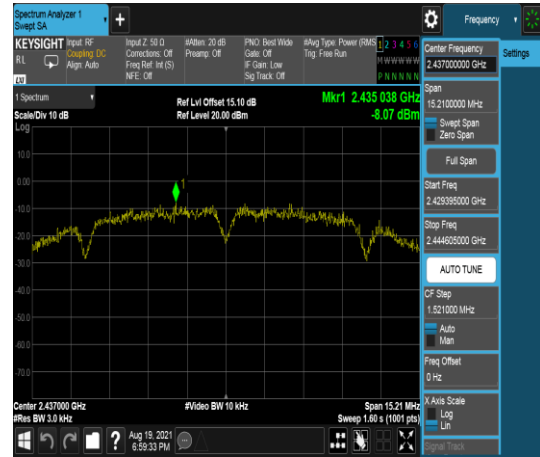 Spectrum Analyzer 1
Swept SA
+
Frequency
KEYSIGHT
RL
LXI
Input: RF
Coupling: DC
Align: Auto
Input Z: 50 Ω
Corrections: Off
Freq Ref: Int (S)
NFE: Off
#Atten: 20 dB
Preamp: Off
PNO: Best Wide
Gate: Off
IF Gain: Low
Sig Track: Off
#Avg Type: Power (RMS
Trig: Free Run
1 2 3 4 5 6
M W W W W W
P N N N N N
1 Spectrum
Scale/Div 10 dB
Ref Lvl Offset 15.10 dB
Ref Level 20.00 dBm
Mkr1 2.435 038 GHz
-8.07 dBm
Log
10.0
0.00
-10.0
-20.0
-30.0
-40.0
-50.0
-60.0
-70.0
1
Center 2.437000 GHz
#Res BW 3.0 kHz
#Video BW 10 kHz
Span 15.21 MHz
Sweep 1.60 s (1001 pts)
?
Aug 19, 2021
6:59:33 PM
Center Frequency
2.437000000 GHz
Span
15.2100000 MHz
Swept Span
Zero Span
Full Span
Start Freq
2.429395000 GHz
Stop Freq
2.444605000 GHz
AUTO TUNE
CF Step
1.521000 MHz
Auto
Man
Freq Offset
0 Hz
X Axis Scale
Log
Lin
Signal Track
Settings